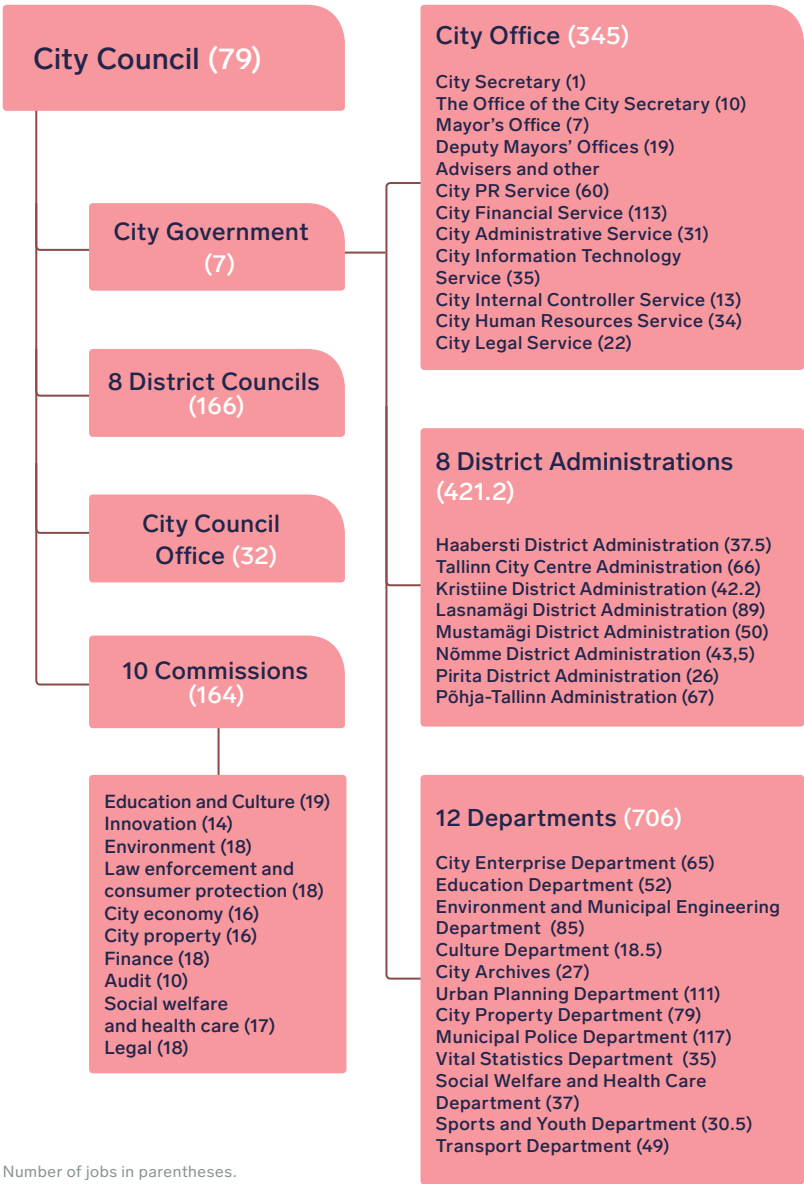 City Council (79)
City Government
(7)
8 District Councils
(166)
City Council
Office (32)
10 Commissions
(164)
Education and Culture (19)
Innovation (14)
Environment (18)
Law enforcement and
consumer protection (18)
City economy (16)
City property (16)
Finance (18)
Audit (10)
Social welfare
and health care (17)
Legal (18)
City Office (345)
City Secretary (1)
The Office of the City Secretary (10)
Mayor's Office (7)
Deputy Mayors' Offices (19)
Advisers and other
City PR Service (60)
City Financial Service (113)
City Administrative Service (31)
City Information Technology
Service (35)
City Internal Controller Service (13)
City Human Resources Service (34)
City Legal Service (22)
8 District Administrations
(421.2)
Haabersti District Administration (37.5)
Tallinn City Centre Administration (66)
Kristiine District Administration (42.2)
Lasnamägi District Administration (89)
Mustamägi District Administration (50)
Nõmme District Administration (43,5)
Pirita District Administration (26)
Põhja-Tallinn Administration (67)
12 Departments (706)
City Enterprise Department (65)
Education Department (52)
Environment and Municipal Engineering
Department (85)
Culture Department (18.5)
City Archives (27)
Urban Planning Department (111)
City Property Department (79)
Municipal Police Department (117)
Vital Statistics Department (35)
Social Welfare and Health Care
Department (37)
Sports and Youth Department (30.5)
Transport Department (49)
Number of jobs in parentheses.